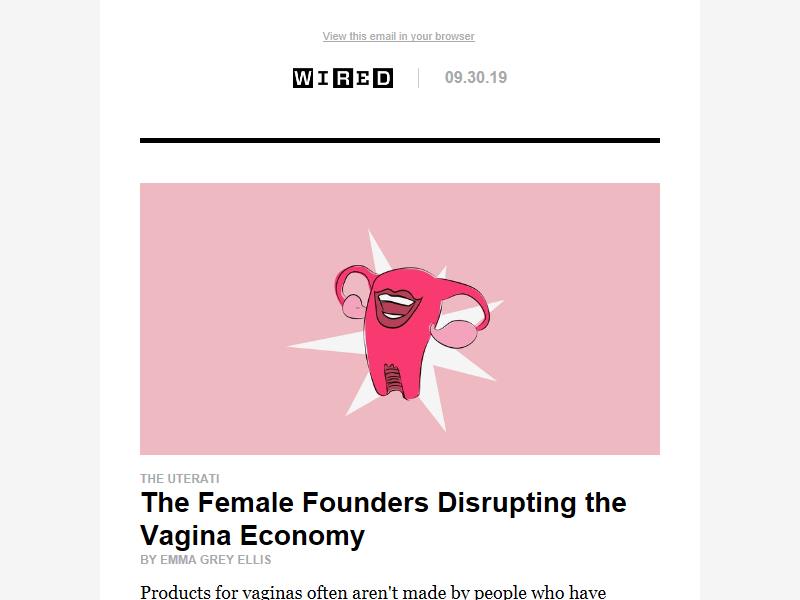 View this email in your browser
WIRED 09.30.19
THE UTERATI
The Female Founders Disrupting the
Vagina Economy
BY EMMA GREY ELLIS
Products for vaginas often aren't made by people who have